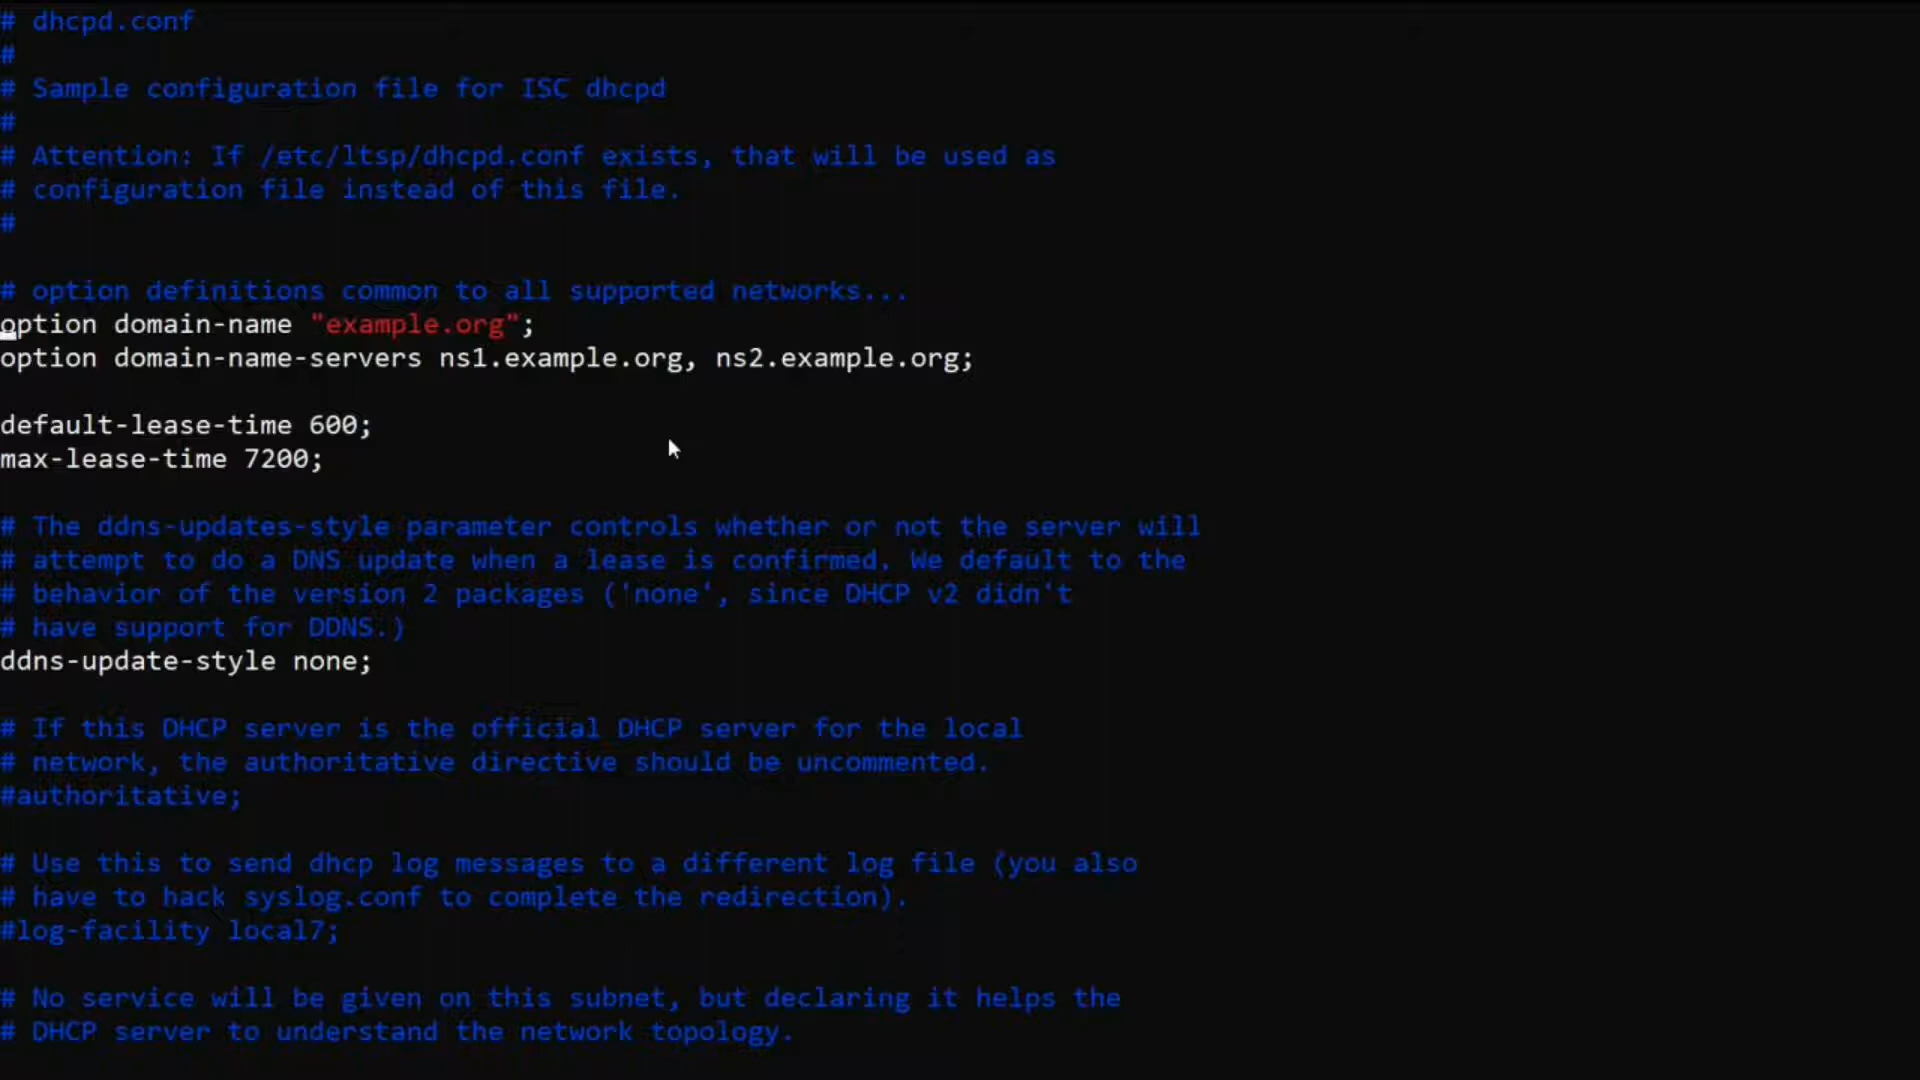 # dhcpd.conf
#
# Sample configuration file for ISC dhcpd
#
# Attention: If /etc/ltsp/dhcpd.conf exists, that will be used as
# configuration file instead of this file.
#
# option definitions common to all supported networks...
option domain-name "example.org";
option domain-name-servers ns1.example.org, ns2.example.org;
default-lease-time 600;
max-lease-time 7200;
# The ddns-updates-style parameter controls whether or not the server will
# attempt to do a DNS update when a lease is confirmed. We default to the
# behavior of the version 2 packages ('none', since DHCP v2 didn't
# have support for DDNS.)
ddns-update-style none;
# If this DHCP server is the official DHCP server for the local
# network, the authoritative directive should be uncommented.
#authoritative;
# Use this to send dhcp log messages to a different log file (you also
# have to hack syslog.conf to complete the redirection).
#log-facility local7;
# No service will be given on this subnet, but declaring it helps the
# DHCP server to understand the network topology.